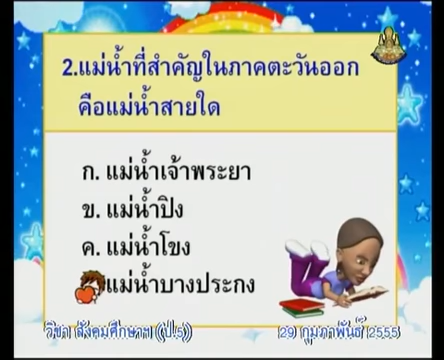 2.แม่น้ำที่สำคัญในภาคตะวันออก
คือแม่น้ำสายใด
ก. แม่น้ำเจ้าพระยา
ข. แม่น้ำปิง
ค. แม่น้ำโขง
แม่น้ำบางประกง
วิชา สังคมศึกษาฯ (ป.5)
29 กุมภาพันธ์ 2555